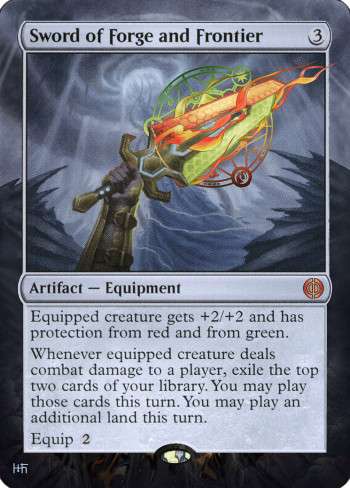 Sword of Forge and Frontier 3
Artifact — Equipment
Equipped creature gets +2/+2 and has
protection from red and from green.
Whenever equipped creature deals
combat damage to a player, exile the top
two cards of your library. You may play
those cards this turn. You may play an
additional land this turn.
Equip 2